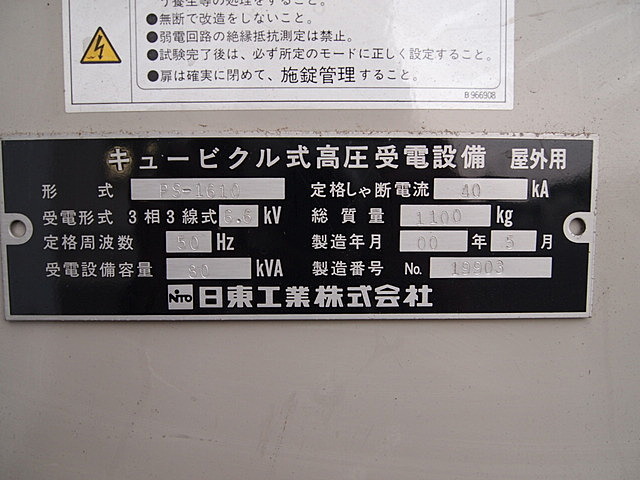 う養生等の処理をすること。
●無断で改造をしないこと。
●弱電回路の絶縁抵抗測定は禁止。
●試験完了後は、必ず所定のモードに正しく設定すること。
●扉は確実に閉めて、施錠管理すること。
B 966908
キュービクル式高圧受電設備 屋外用
形式 PS-1610 定格しゃ断電流 40 kA
受電形式 3相3線式 6.6 kV 総質量 1100 kg
定格周波数 50 Hz 製造年月 00 年 5 月
受電設備容量 80 kVA 製造番号 No. 19903
NITO 日東工業株式会社